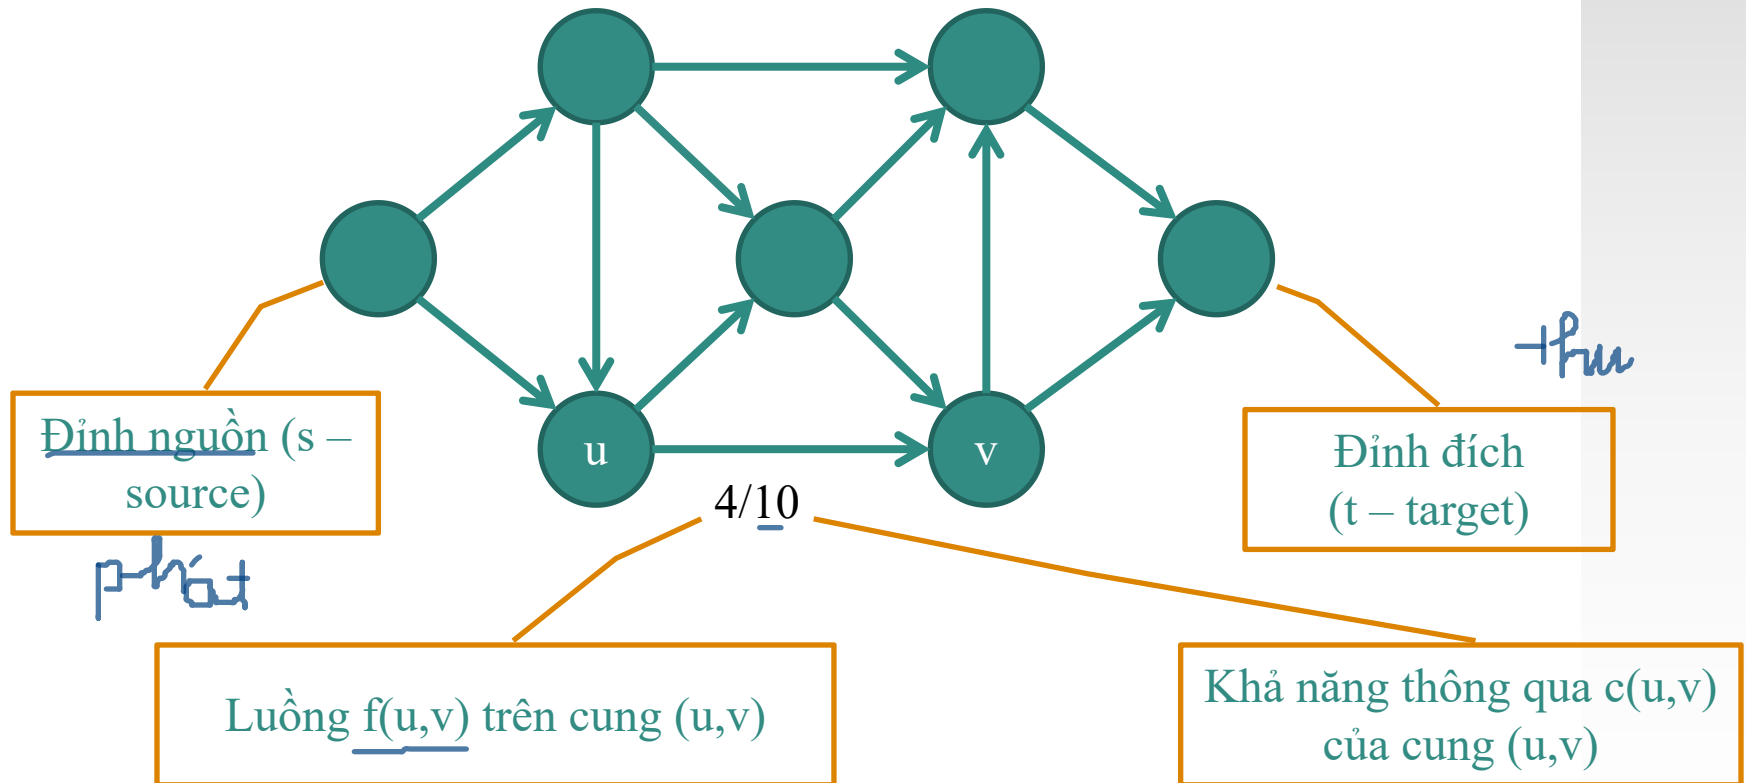 thu
Đỉnh nguồn (s –
source)
u
v
Đỉnh đích
(t – target)
4/10
phát
Luồng f(u,v) trên cung (u,v)
Khả năng thông qua c(u,v)
của cung (u,v)